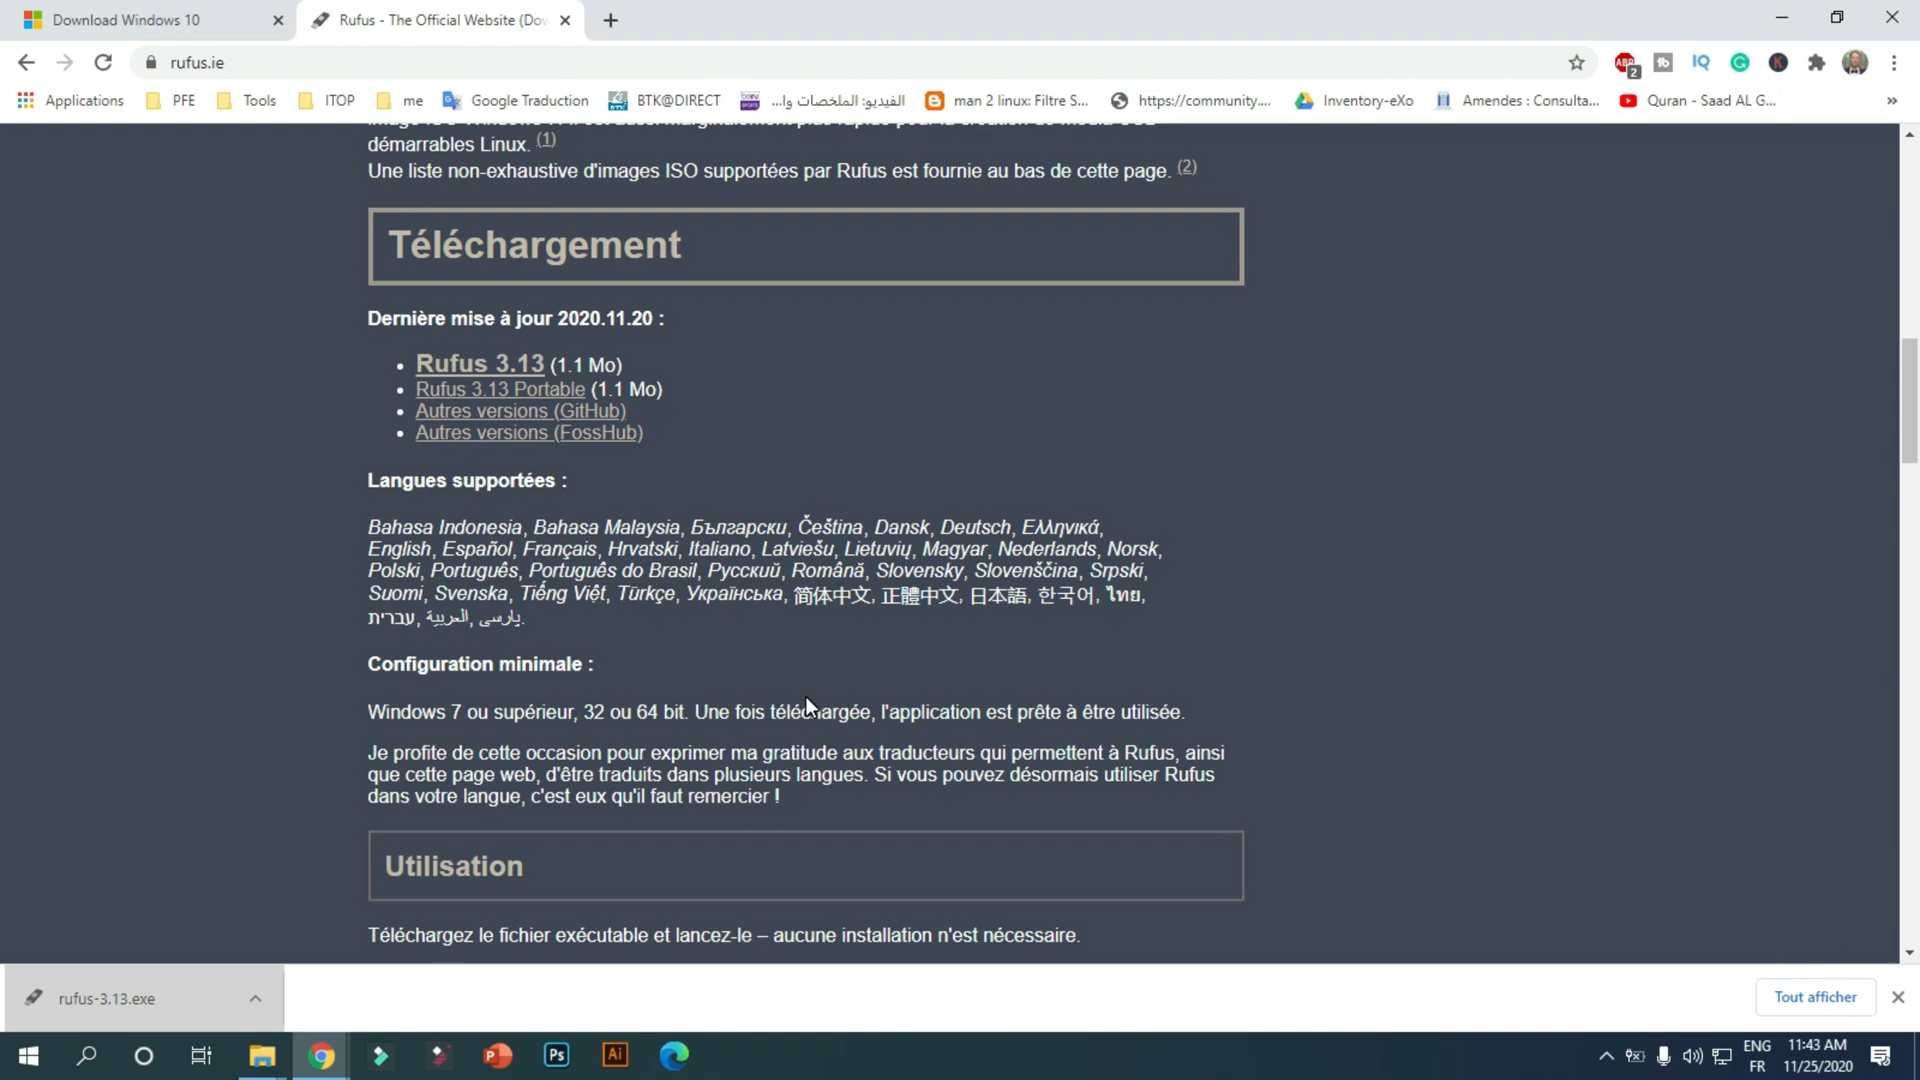 Download Windows 10
Rufus - The Official Website (Dow
rufus.ie
ABP
2
IQ
Applications
PFE
Tools
ITOP
me
Google Traduction
BTK@DIRECT
الفيديو: الملخصات وا...
man 2 linux: Filtre S...
https://community....
Inventory-eXo
Amendes : Consulta...
Quran - Saad AL G...
»
démarrables Linux. (1)
Une liste non-exhaustive d'images ISO supportées par Rufus est fournie au bas de cette page. (2)
Téléchargement
Dernière mise à jour 2020.11.20 :
• Rufus 3.13 (1.1 Mo)
• Rufus 3.13 Portable (1.1 Mo)
• Autres versions (GitHub)
• Autres versions (FossHub)
Langues supportées :
Bahasa Indonesia, Bahasa Malaysia, Български, Čeština, Dansk, Deutsch, Ελληνικά,
English, Español, Français, Hrvatski, Italiano, Latviešu, Lietuvių, Magyar, Nederlands, Norsk,
Polski, Português, Português do Brasil, Русский, Română, Slovensky, Slovenščina, Srpski,
Suomi, Svenska, Tiếng Việt, Türkçe, Українська, 简体中文, 正體中文, 日本語, 한국어, ไทย,
עברית, العربية, پارسی.
Configuration minimale :
Windows 7 ou supérieur, 32 ou 64 bit. Une fois téléchargée, l'application est prête à être utilisée.
Je profite de cette occasion pour exprimer ma gratitude aux traducteurs qui permettent à Rufus, ainsi
que cette page web, d'être traduits dans plusieurs langues. Si vous pouvez désormais utiliser Rufus
dans votre langue, c'est eux qu'il faut remercier !
Utilisation
Téléchargez le fichier exécutable et lancez-le – aucune installation n'est nécessaire.
rufus-3.13.exe
Tout afficher
Ps
Ai
ENG
FR
11:43 AM
11/25/2020